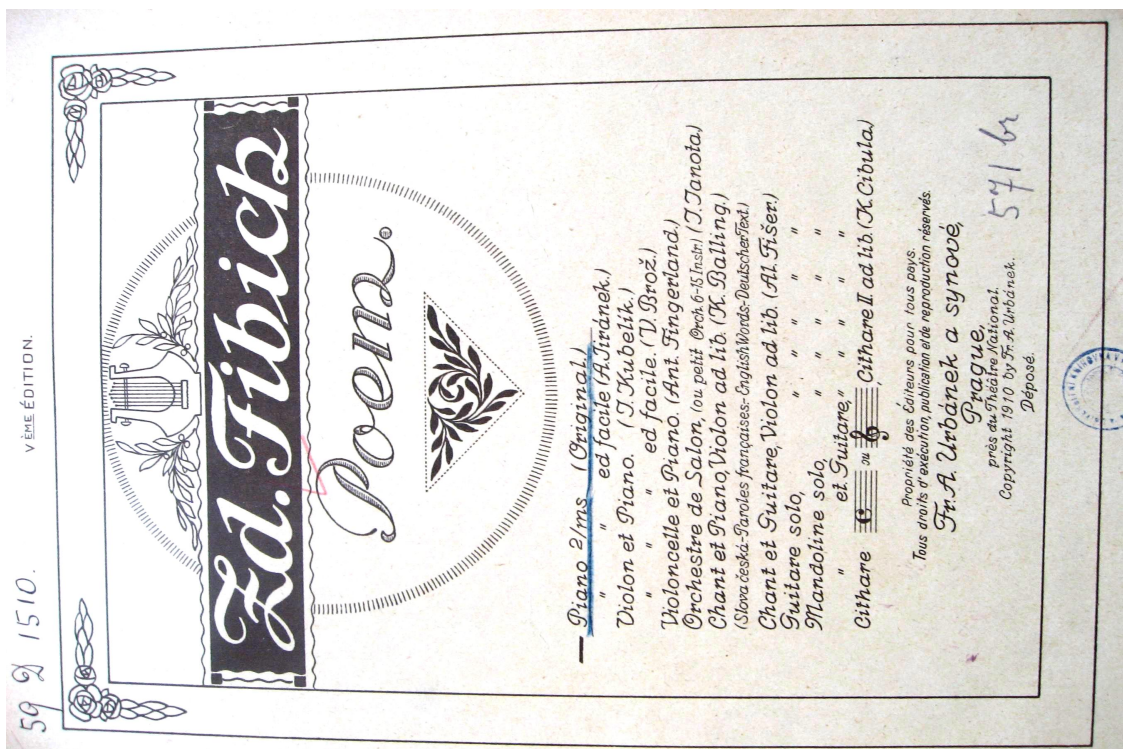 59 D 1510.
VÈME ÉDITION.
Zd. Fibich
Poem.
— Piano 2/ms (Original.)
" " ed facile (A. Jiránek.)
Violon et Piano. (J. Kubelík.)
" " " ed facile. (V. Brož.)
Violoncelle et Piano. (Ant. Fingerland.)
Orchestre de Salon, (ou petit Orch. 6-15 Instr.) (J. Janota)
Chant et Piano, Violon ad lib. (K. Balling.)
(Slova česká-Paroles françaises-English Words-Deutscher Text.)
Chant et Guitare, Violon ad lib. (Al. Fišer.)
Guitare solo, " " " "
Mandoline solo, " " " "
" et Guitare, " " " "
Cithare ou , Cithare II ad lib. (K. Cibula)
Propriété des Éditeurs pour tous pays.
Tous droits d'exécution, publication et de reproduction réservés.
Fr. A. Urbánek a synové,
Prague,
près du Théâtre National.
Copyright 1910 by Fr. A. Urbánek.
Déposé.
571 br